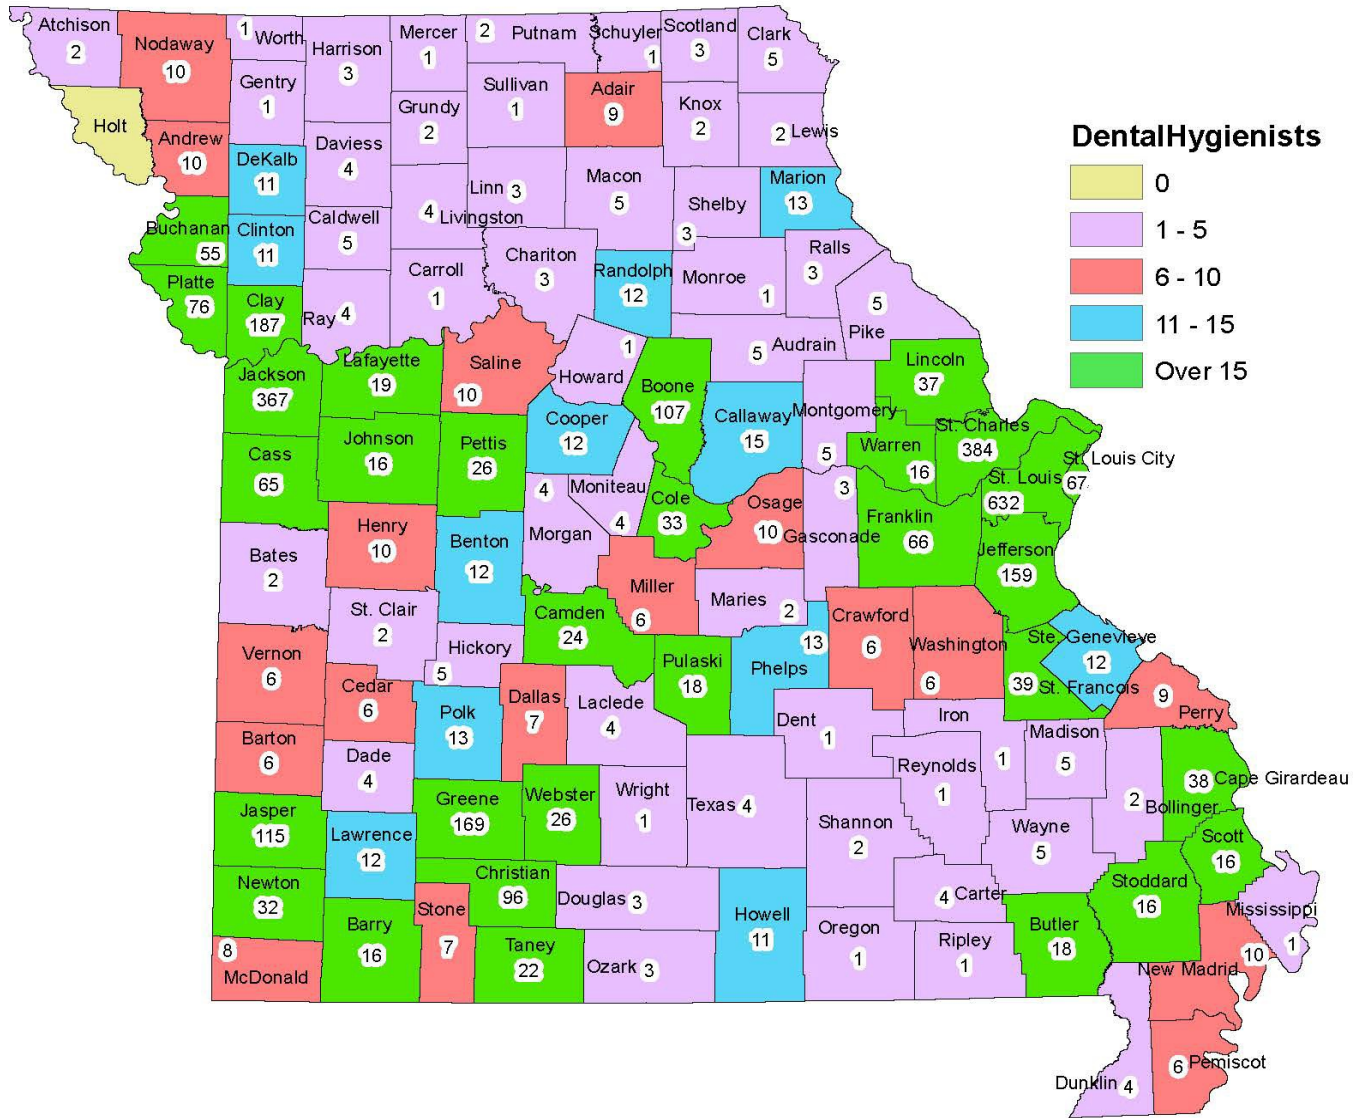 Atchison
2
Nodaway
10
1 Worth
Harrison
3
Mercer
1
2 Putnam
Schuyler
1
Scotland
3
Clark
5
Holt
Gentry
1
Grundy
2
Sullivan
1
Adair
9
Knox
2
2 Lewis
DentalHygienists
0
1 - 5
6 - 10
11 - 15
Over 15
Andrew
10
DeKalb
11
Daviess
4
4 Livingston
Linn 3
Macon
5
Shelby
3
Marion
13
Buchanan
55
Clinton
11
Caldwell
5
Carroll
1
Chariton
3
Randolph
12
Monroe
1
Ralls
3
5
Pike
Platte
76
Clay
187
Ray 4
Jackson
367
Lafayette
19
Saline
10
1
Howard
Boone
107
5 Audrain
Lincoln
37
Cass
65
Johnson
16
Pettis
26
Cooper
12
Callaway
15
Montgomery
5
Warren
16
St. Charles
384
St. Louis City
67
St. Louis
632
Moniteau
4
4
Morgan
Cole
33
Osage
10
3
Gasconade
Franklin
66
Jefferson
159
Bates
2
Henry
10
Benton
12
Miller
6
Maries 2
St. Clair
2
Hickory
5
Camden
24
Pulaski
18
13
Phelps
Crawford
6
Washington
6
Ste. Genevieve
12
39 St. Francois
9
Perry
Vernon
6
Cedar
6
Polk
13
Dallas
7
Laclede
4
Dent
1
Iron
1
Madison
5
Barton
6
Dade
4
Reynolds
1
2
Bollinger
38 Cape Girardeau
Jasper
115
Lawrence
12
Greene
169
Webster
26
Wright
1
Texas 4
Shannon
2
Wayne
5
Scott
16
Newton
32
Barry
16
Stone
7
Christian
96
Douglas 3
Howell
11
4 Carter
Stoddard
16
Mississippi
1
8
McDonald
Taney
22
Ozark 3
Oregon
1
Ripley
1
Butler
18
New Madrid
10
Dunklin 4
6 Pemiscot